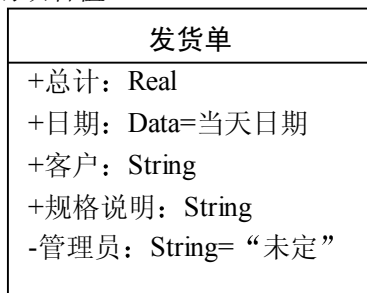 发货单
+总计：Real
+日期：Data=当天日期
+客户：String
+规格说明：String
-管理员：String=“未定”